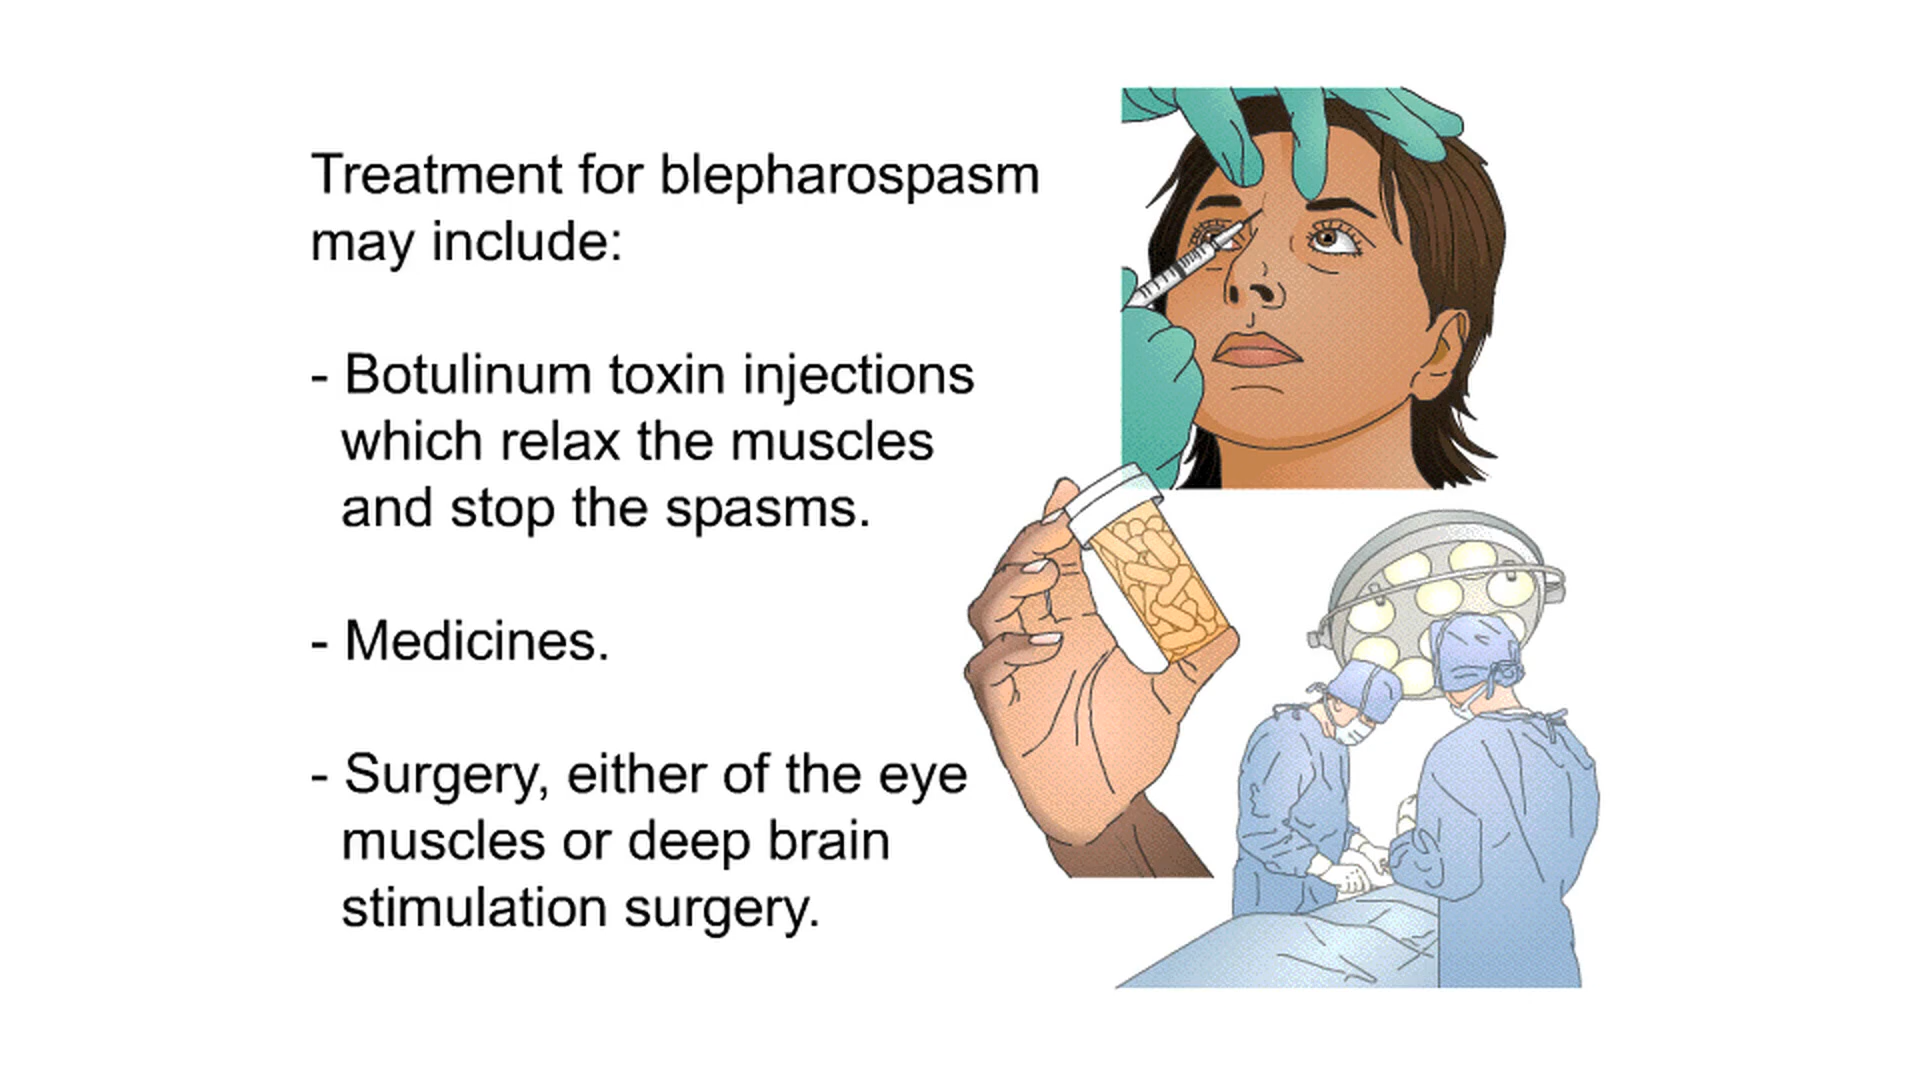 Treatment for blepharospasm
may include:
- Botulinum toxin injections
which relax the muscles
and stop the spasms.
- Medicines.
- Surgery, either of the eye
muscles or deep brain
stimulation surgery.